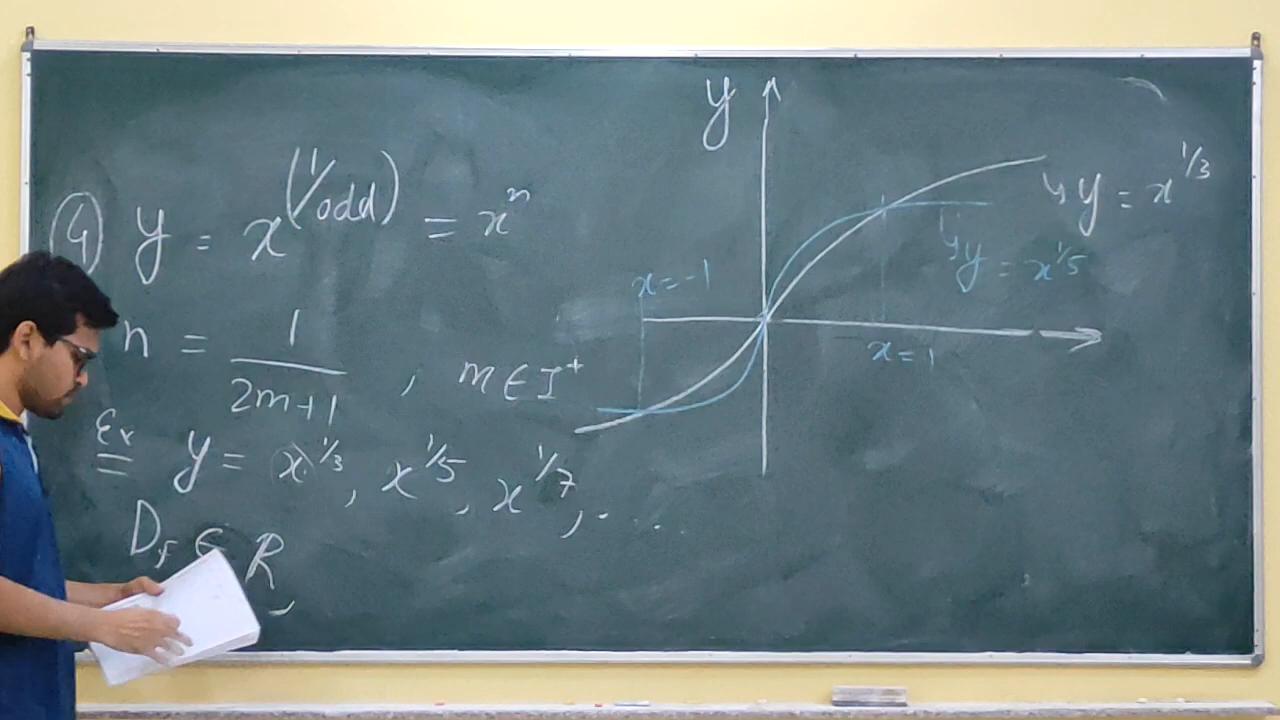 ④ y = x^(1/odd) = x^n
n = 1/(2m+1) , m ∈ I⁺
Ex y = x^1/3 , x^1/5 , x^1/7 , ....
D_f ∈ R
y
y = x^1/3
y = x^1/5
x = -1
x = 1